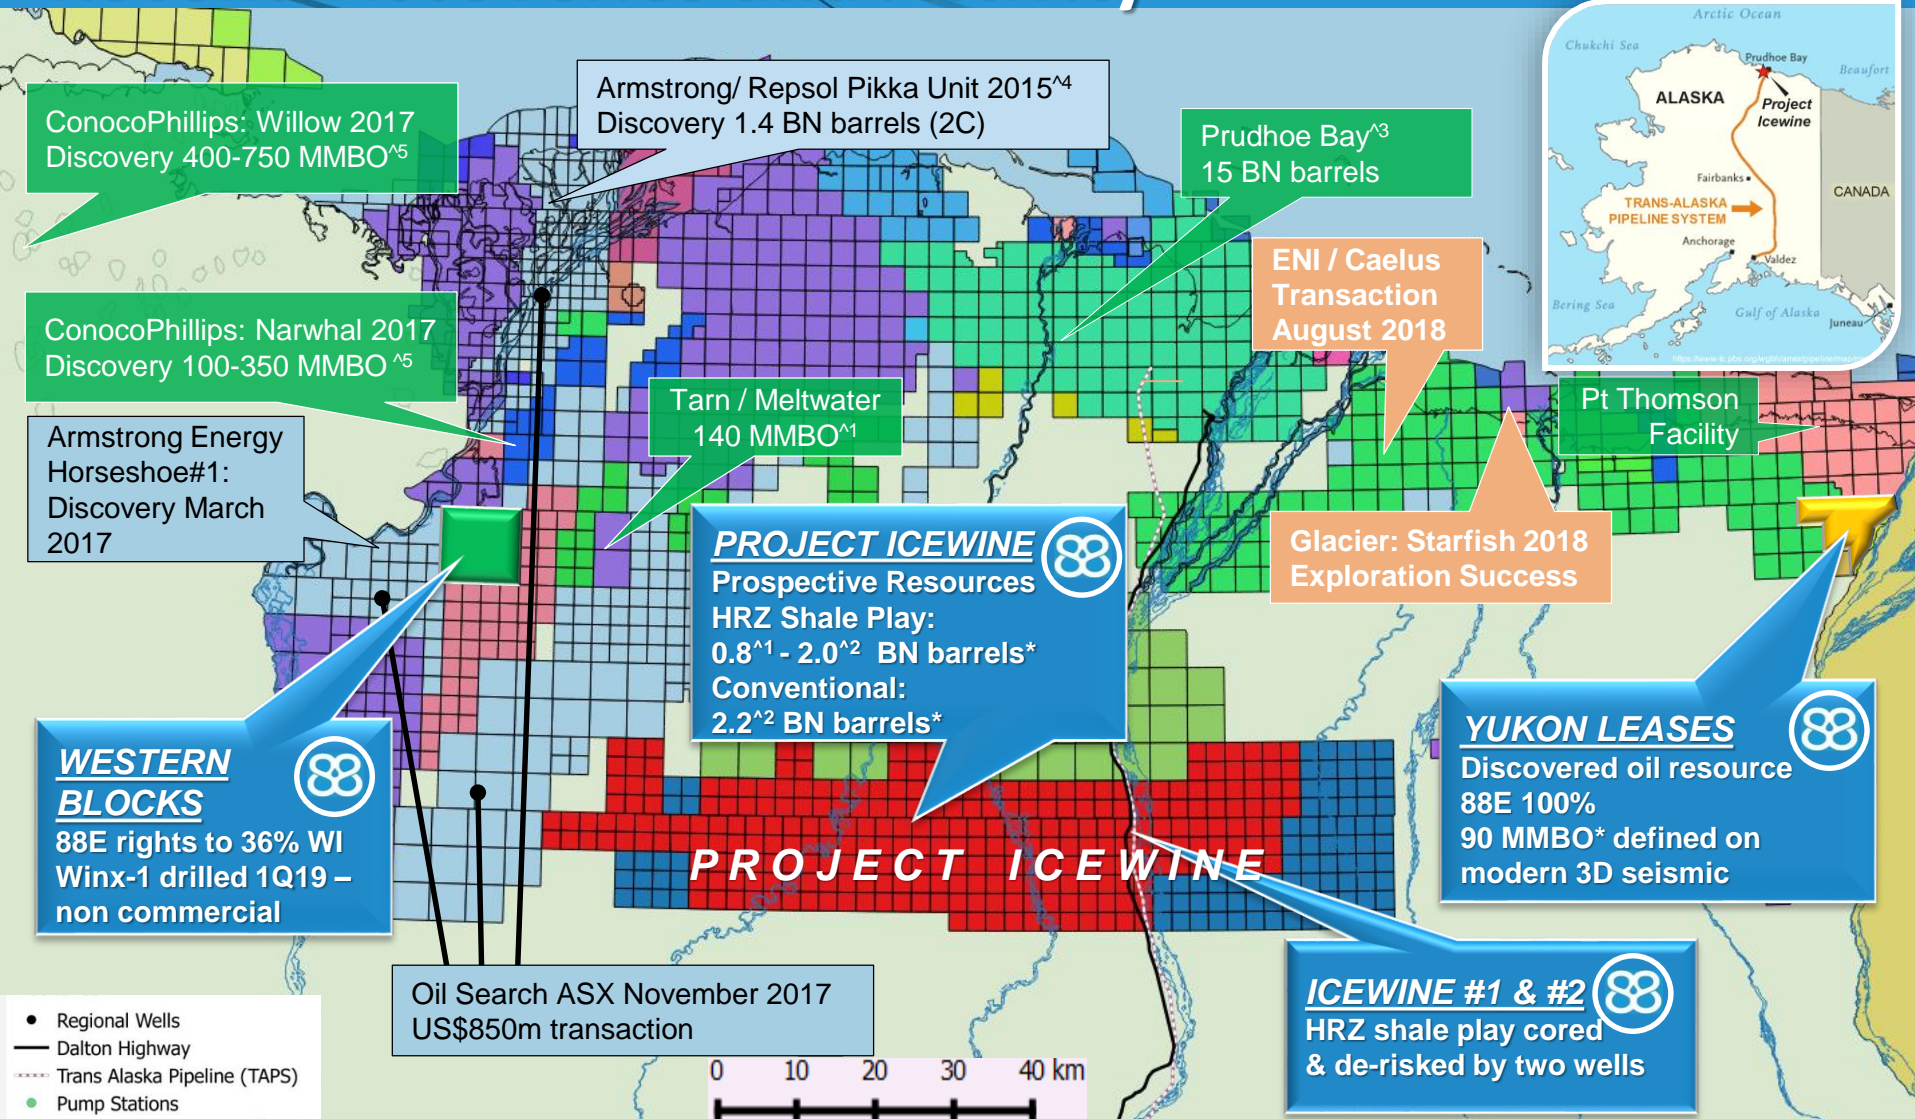 ConocoPhillips: Willow 2017
Discovery 400-750 MMBO^5
Armstrong/ Repsol Pikka Unit 2015^4
Discovery 1.4 BN barrels (2C)
Prudhoe Bay^3
15 BN barrels
Arctic Ocean
Chukchi Sea
Prudhoe Bay
Beaufort
ALASKA
Project
Icewine
Fairbanks
CANADA
TRANS-ALASKA
PIPELINE SYSTEM
Anchorage
Valdez
Bering Sea
Gulf of Alaska
Juneau
ENI / Caelus
Transaction
August 2018
ConocoPhillips: Narwhal 2017
Discovery 100-350 MMBO ^5
Tarn / Meltwater
140 MMBO^1
Pt Thomson
Facility
Armstrong Energy
Horseshoe#1:
Discovery March
2017
PROJECT ICEWINE
88
Prospective Resources
HRZ Shale Play:
0.8^1 - 2.0^2 BN barrels*
Conventional:
2.2^2 BN barrels*
Glacier: Starfish 2018
Exploration Success
WESTERN
BLOCKS
88
88E rights to 36% WI
Winx-1 drilled 1Q19 –
non commercial
YUKON LEASES
88
Discovered oil resource
88E 100%
90 MMBO* defined on
modern 3D seismic
PROJECT ICEWINE
Oil Search ASX November 2017
US$850m transaction
ICEWINE #1 & #2
88
HRZ shale play cored
& de-risked by two wells
Regional Wells
Dalton Highway
Trans Alaska Pipeline (TAPS)
Pump Stations
0 10 20 30 40 km